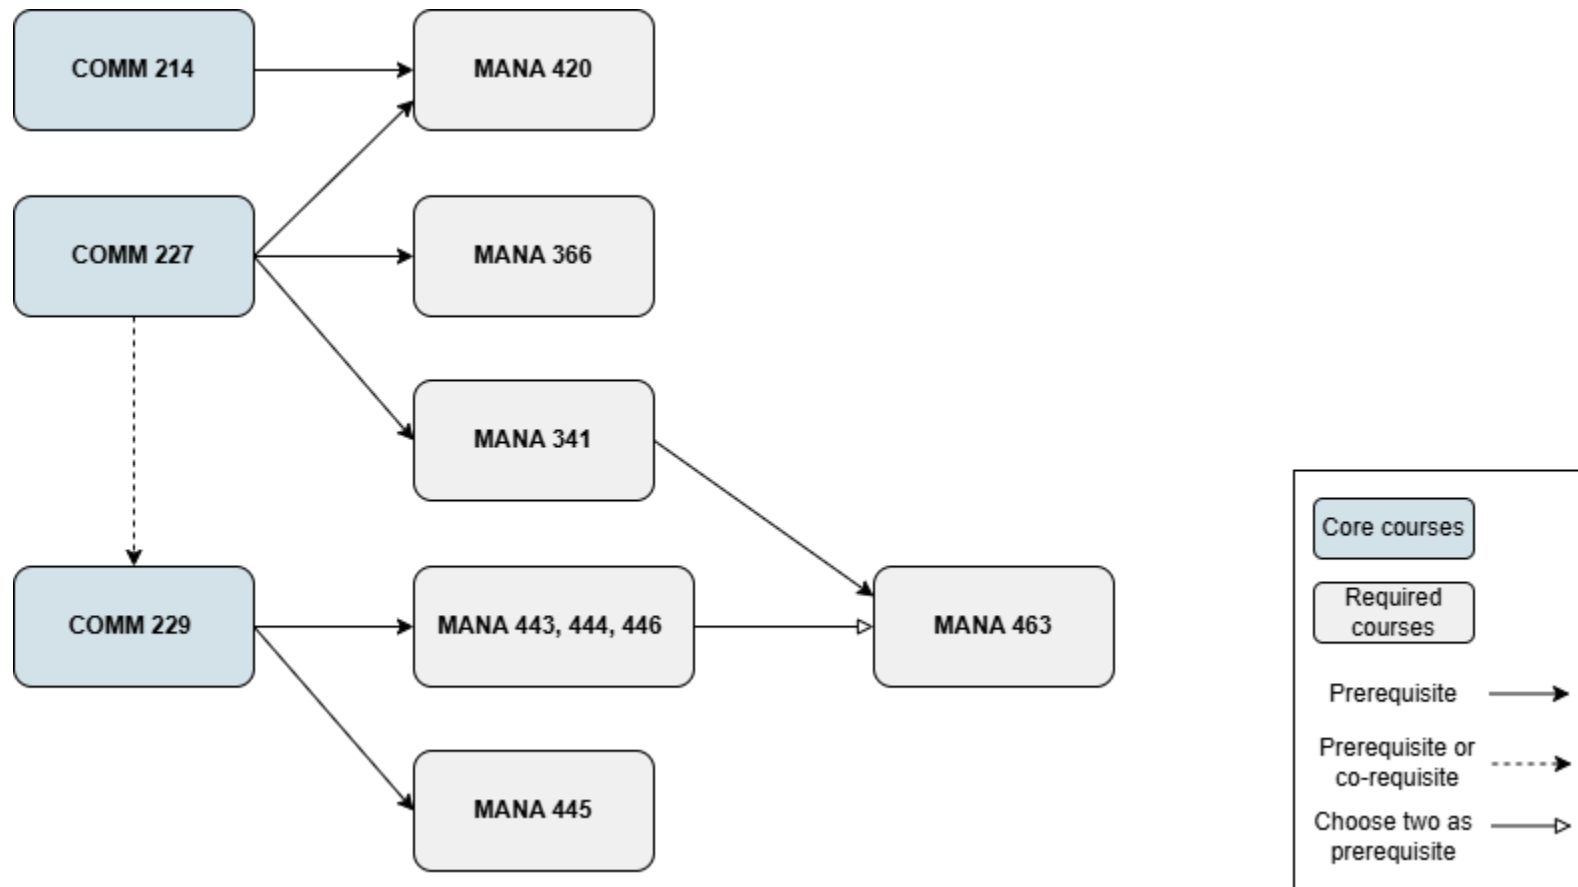 COMM 214
MANA 420
COMM 227
MANA 366
MANA 341
COMM 229
MANA 443, 444, 446
MANA 463
MANA 445
Core courses
Required
courses
Prerequisite
Prerequisite or
co-requisite
Choose two as
prerequisite